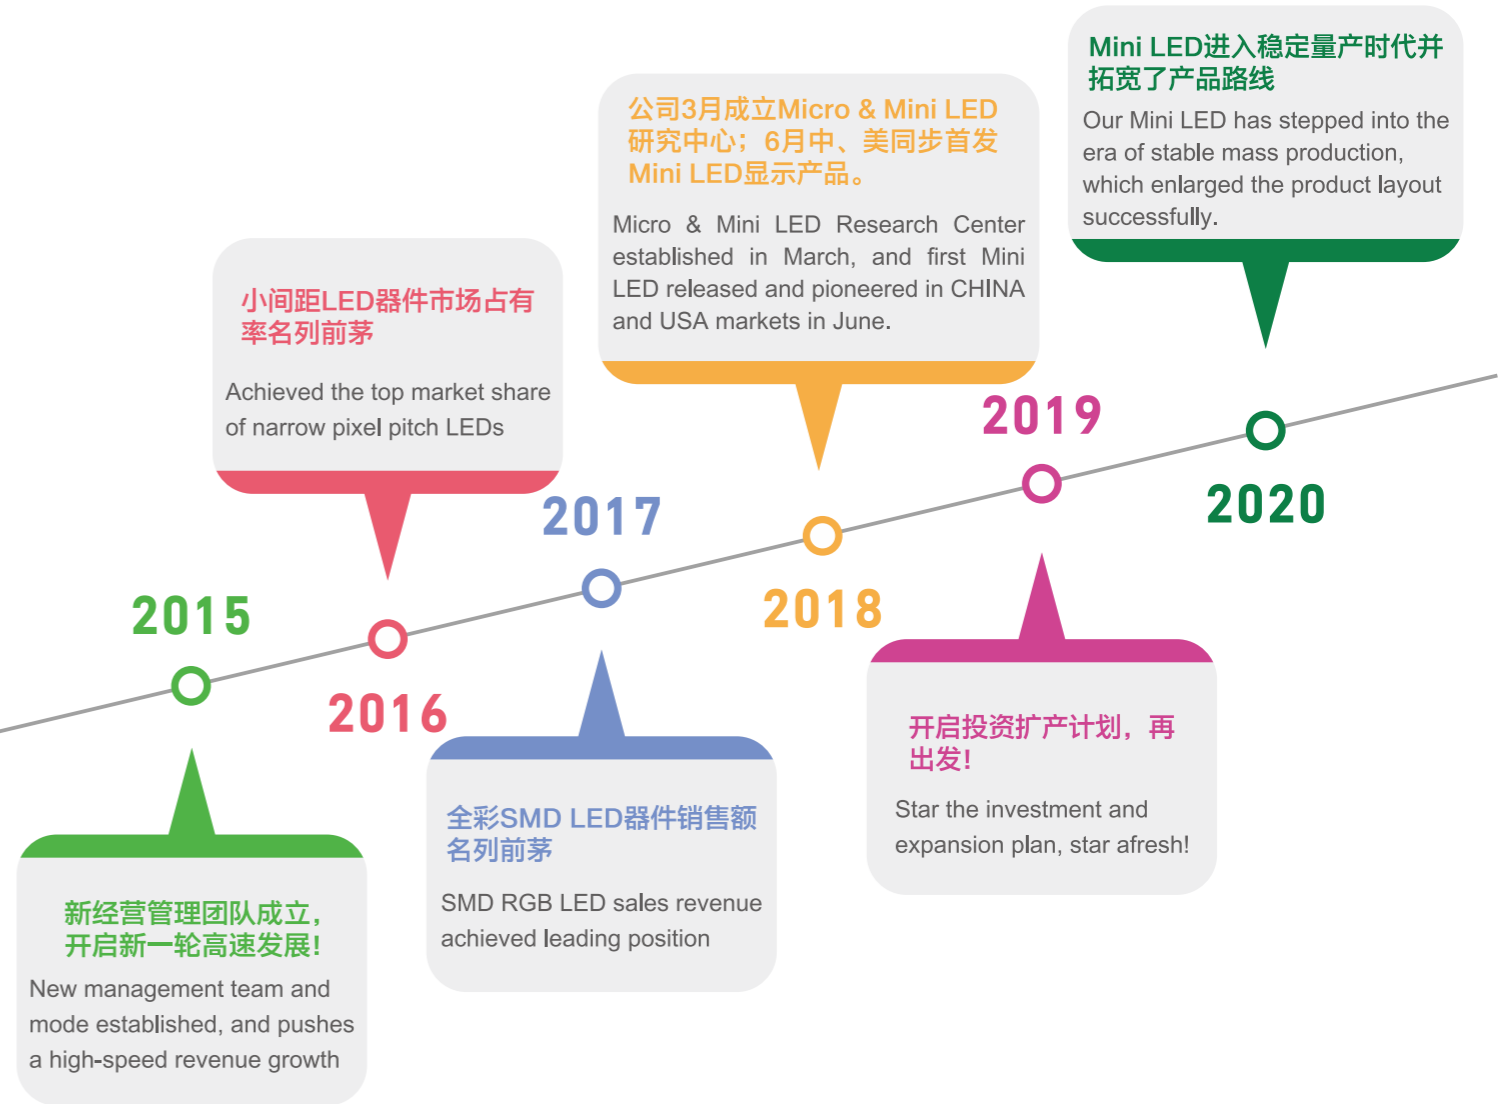 2015
新经营管理团队成立，
开启新一轮高速发展！
New management team and
mode established, and pushes
a high-speed revenue growth
小间距LED器件市场占有
率名列前茅
Achieved the top market share
of narrow pixel pitch LEDs
2016
2017
全彩SMD LED器件销售额
名列前茅
SMD RGB LED sales revenue
achieved leading position
公司3月成立Micro & Mini LED
研究中心；6月中、美同步首发
Mini LED显示产品。
Micro & Mini LED Research Center
established in March, and first Mini
LED released and pioneered in CHINA
and USA markets in June.
2018
2019
开启投资扩产计划，再
出发！
Star the investment and
expansion plan, star afresh!
Mini LED进入稳定量产时代并
拓宽了产品路线
Our Mini LED has stepped into the
era of stable mass production,
which enlarged the product layout
successfully.
2020